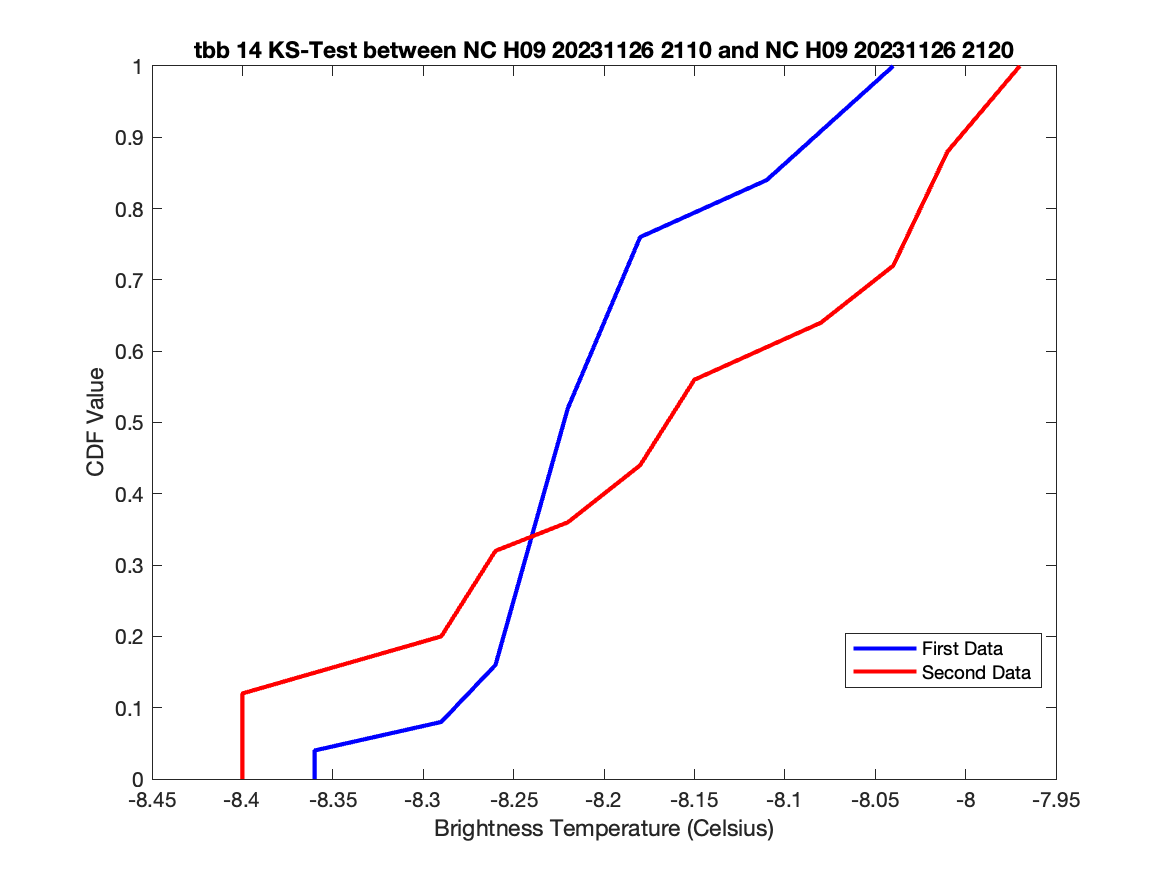 tbb 14 KS-Test between NC H09 20231126 2110 and NC H09 20231126 2120
1
0.9
0.8
0.7
0.6
0.5
0.4
0.3
0.2
0.1
0
CDF Value
First Data
Second Data
-8.45 -8.4 -8.35 -8.3 -8.25 -8.2 -8.15 -8.1 -8.05 -8 -7.95
Brightness Temperature (Celsius)